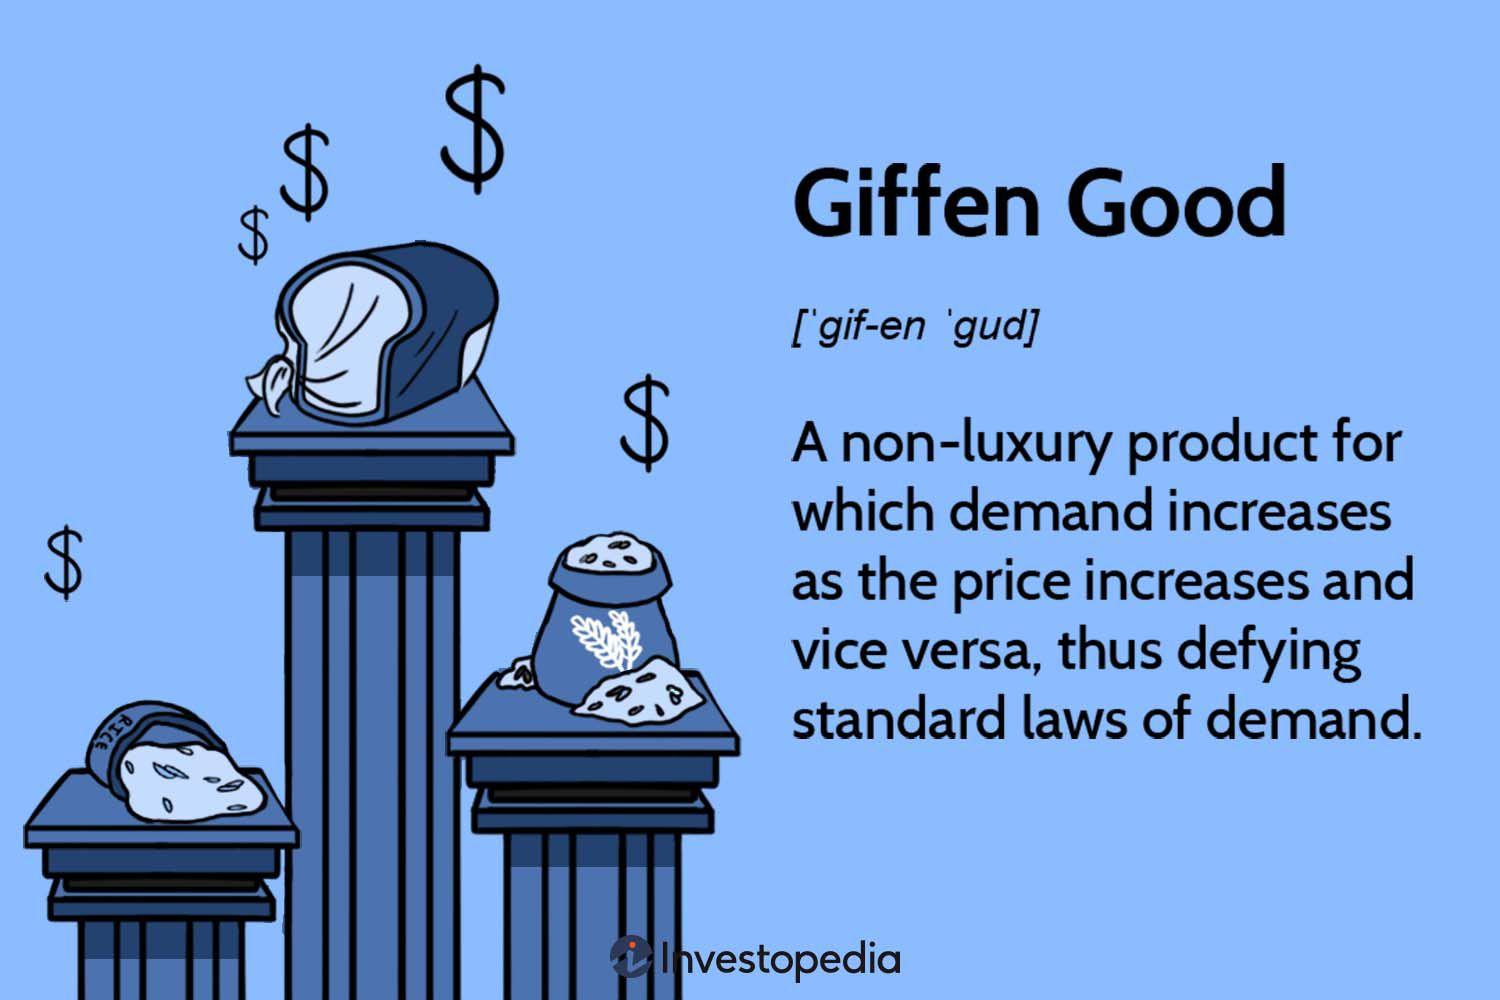 Giffen Good
[ˈgif-en ˈgud]
A non-luxury product for
which demand increases
as the price increases and
vice versa, thus defying
standard laws of demand.
$
$
$
$
$
RICE
Investopedia